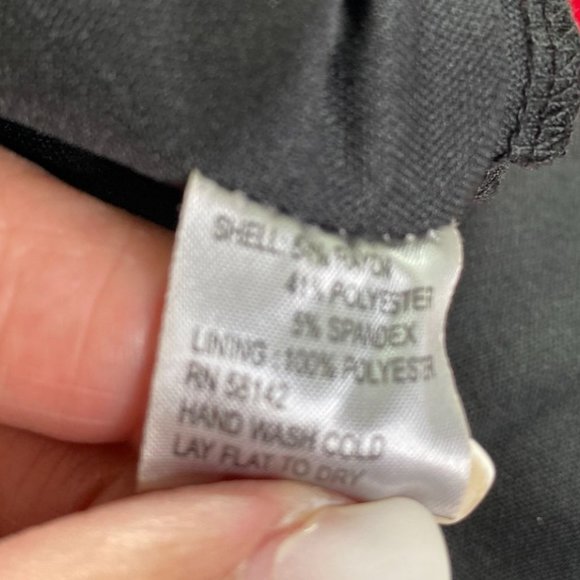 SHELL: 54% RAYON
41% POLYESTER
5% SPANDEX
LINING : 100% POLYESTER
RN 58142
HAND WASH COLD
LAY FLAT TO DRY